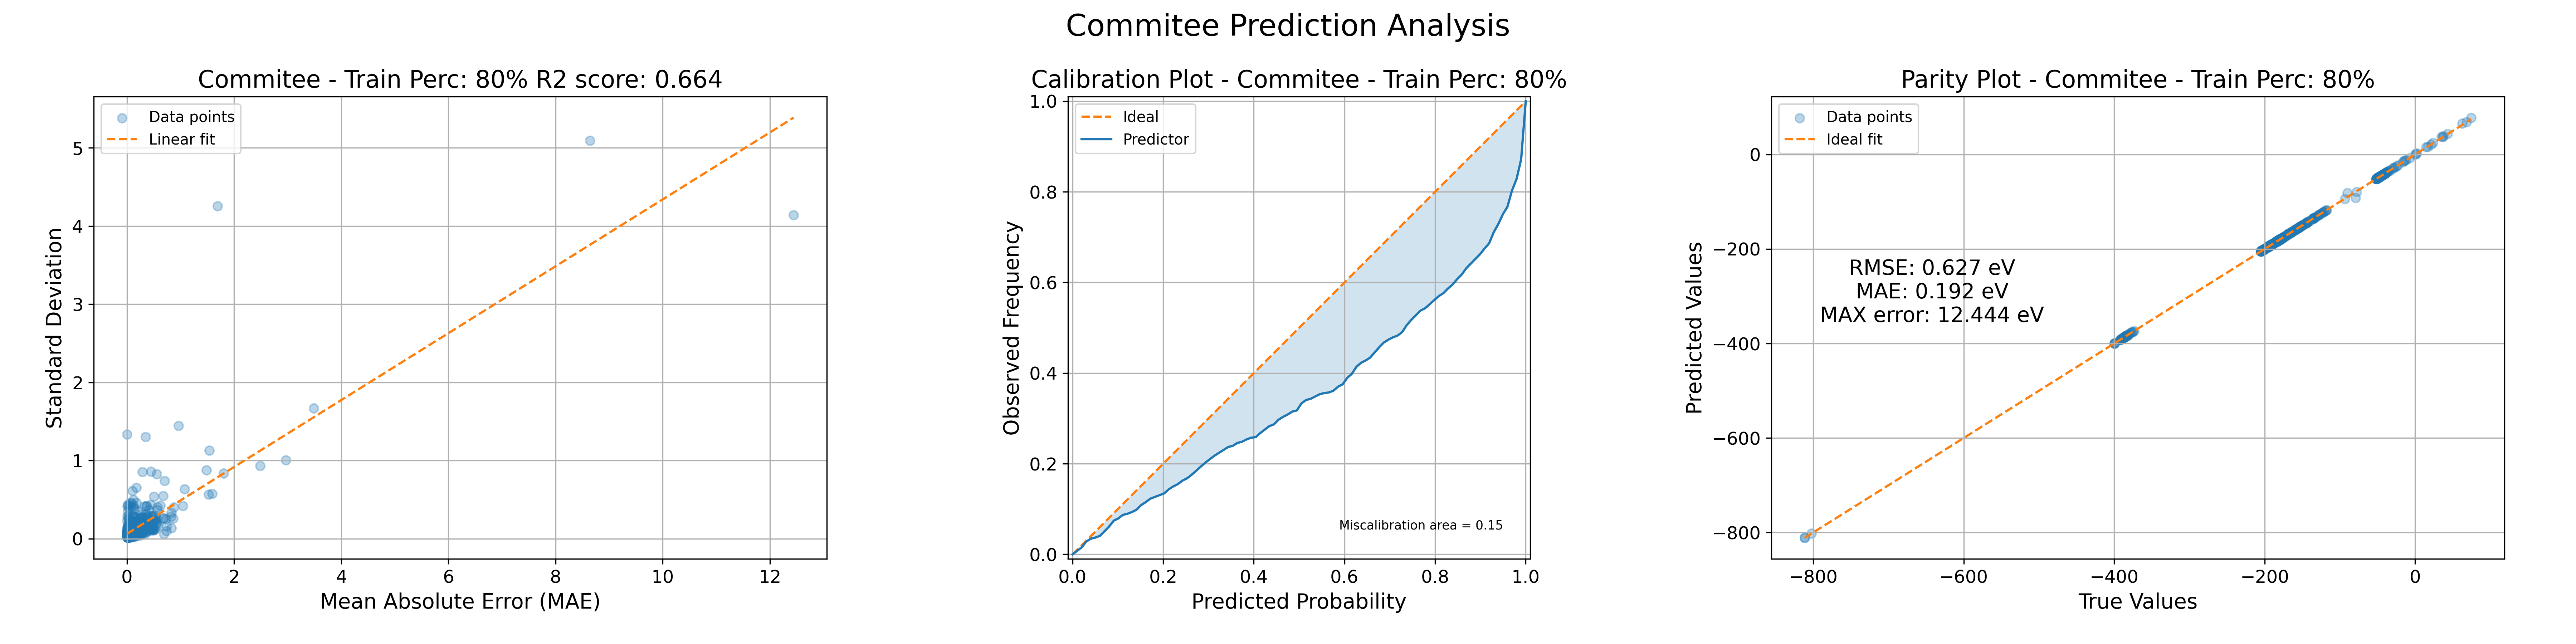 Commitee Prediction Analysis
Commitee - Train Perc: 80% R2 score: 0.664
Data points
Linear fit
5
4
3
2
1
0
Standard Deviation
0 2 4 6 8 10 12
Mean Absolute Error (MAE)
Calibration Plot - Commitee - Train Perc: 80%
Ideal
Predictor
1.0
0.8
0.6
0.4
0.2
0.0
Observed Frequency
Miscalibration area = 0.15
0.0 0.2 0.4 0.6 0.8 1.0
Predicted Probability
Parity Plot - Commitee - Train Perc: 80%
Data points
Ideal fit
0
−200
−400
−600
−800
Predicted Values
RMSE: 0.627 eV
MAE: 0.192 eV
MAX error: 12.444 eV
−800 −600 −400 −200 0
True Values